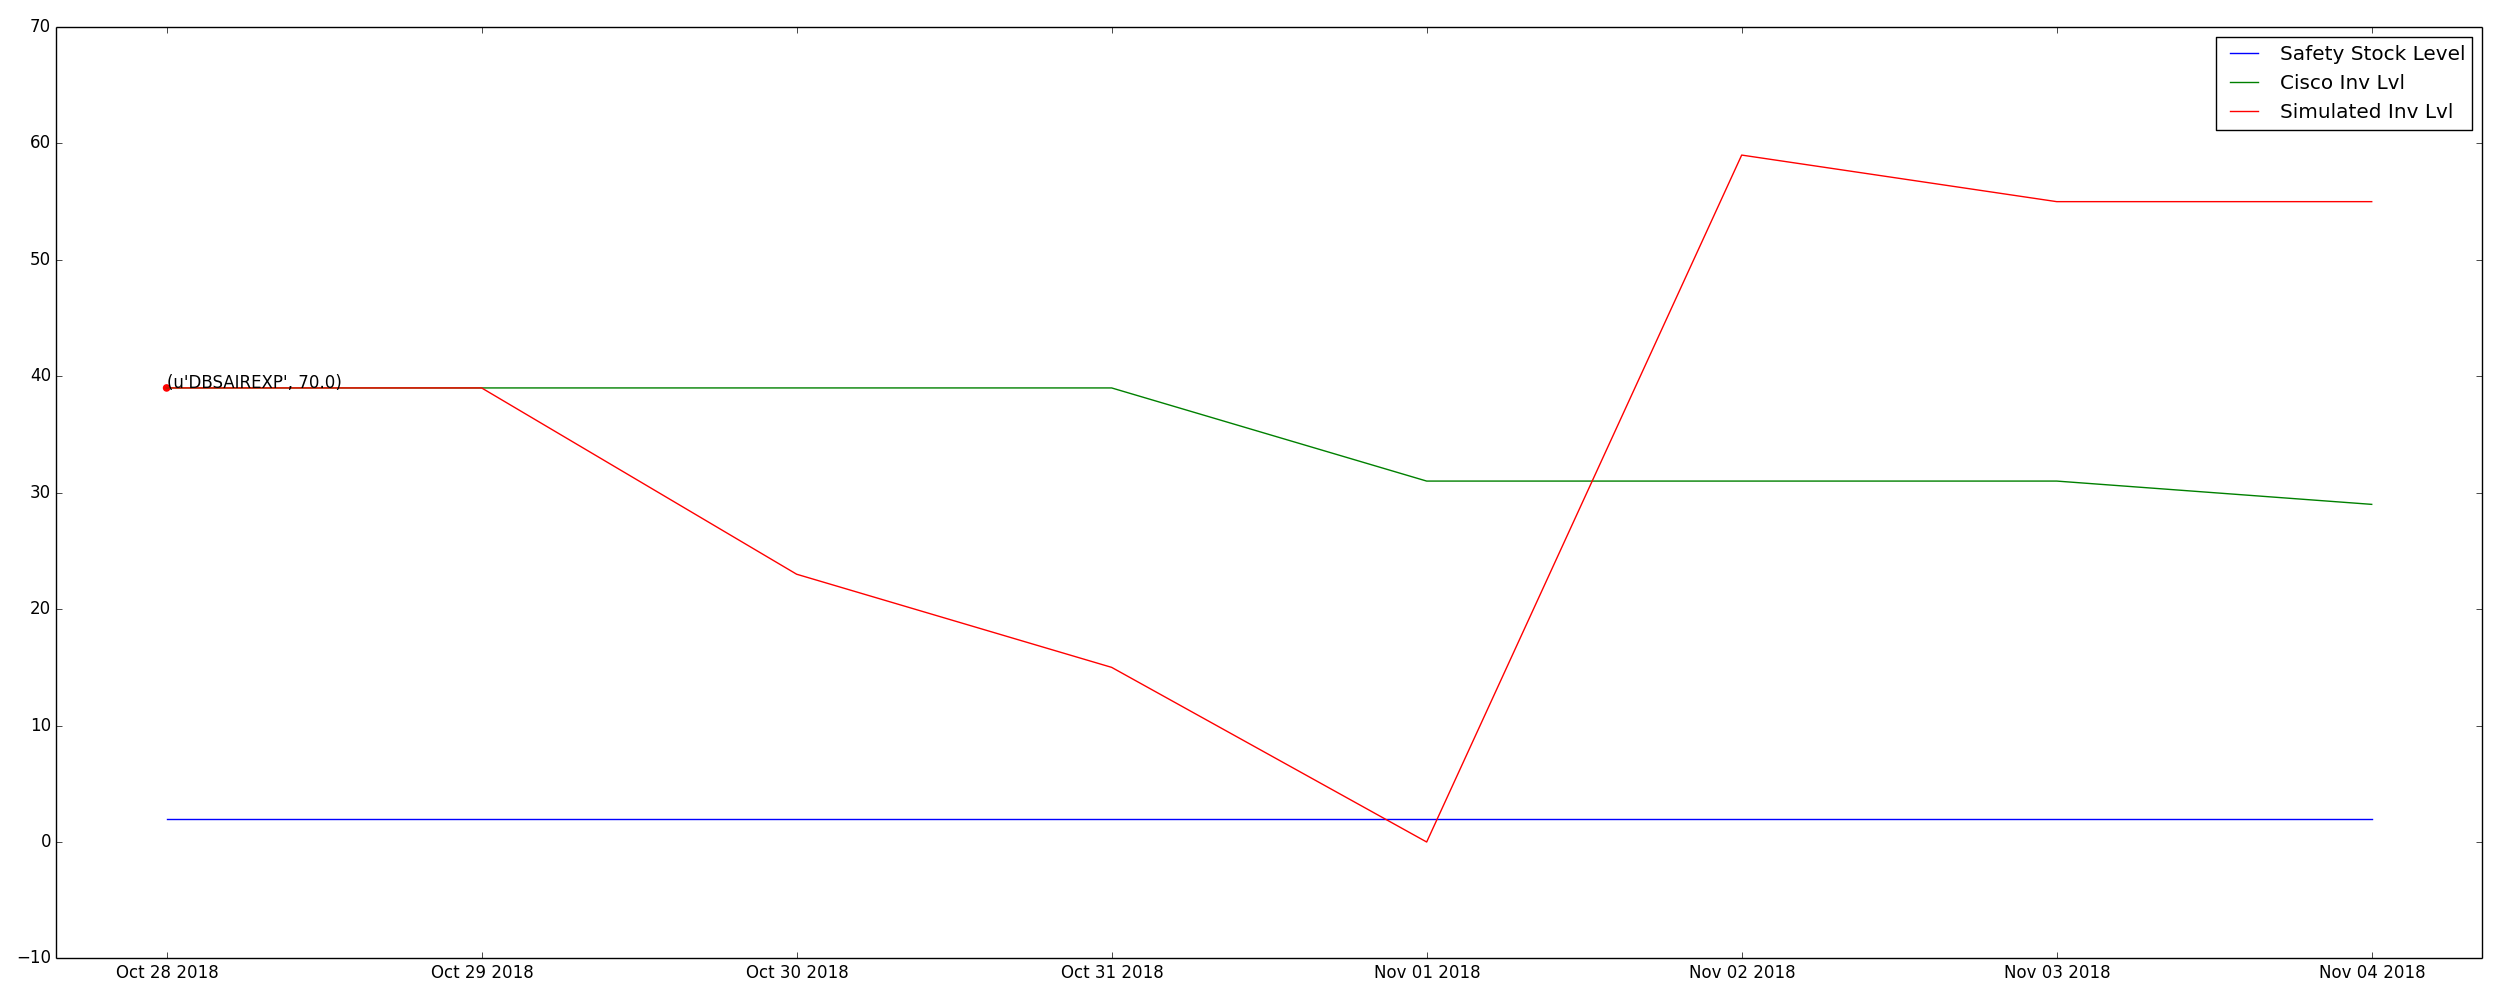 70
60
50
40
30
20
10
0
−10
Safety Stock Level
Cisco Inv Lvl
Simulated Inv Lvl
(u'DBSAIREXP', 70.0)
Oct 28 2018
Oct 29 2018
Oct 30 2018
Oct 31 2018
Nov 01 2018
Nov 02 2018
Nov 03 2018
Nov 04 2018